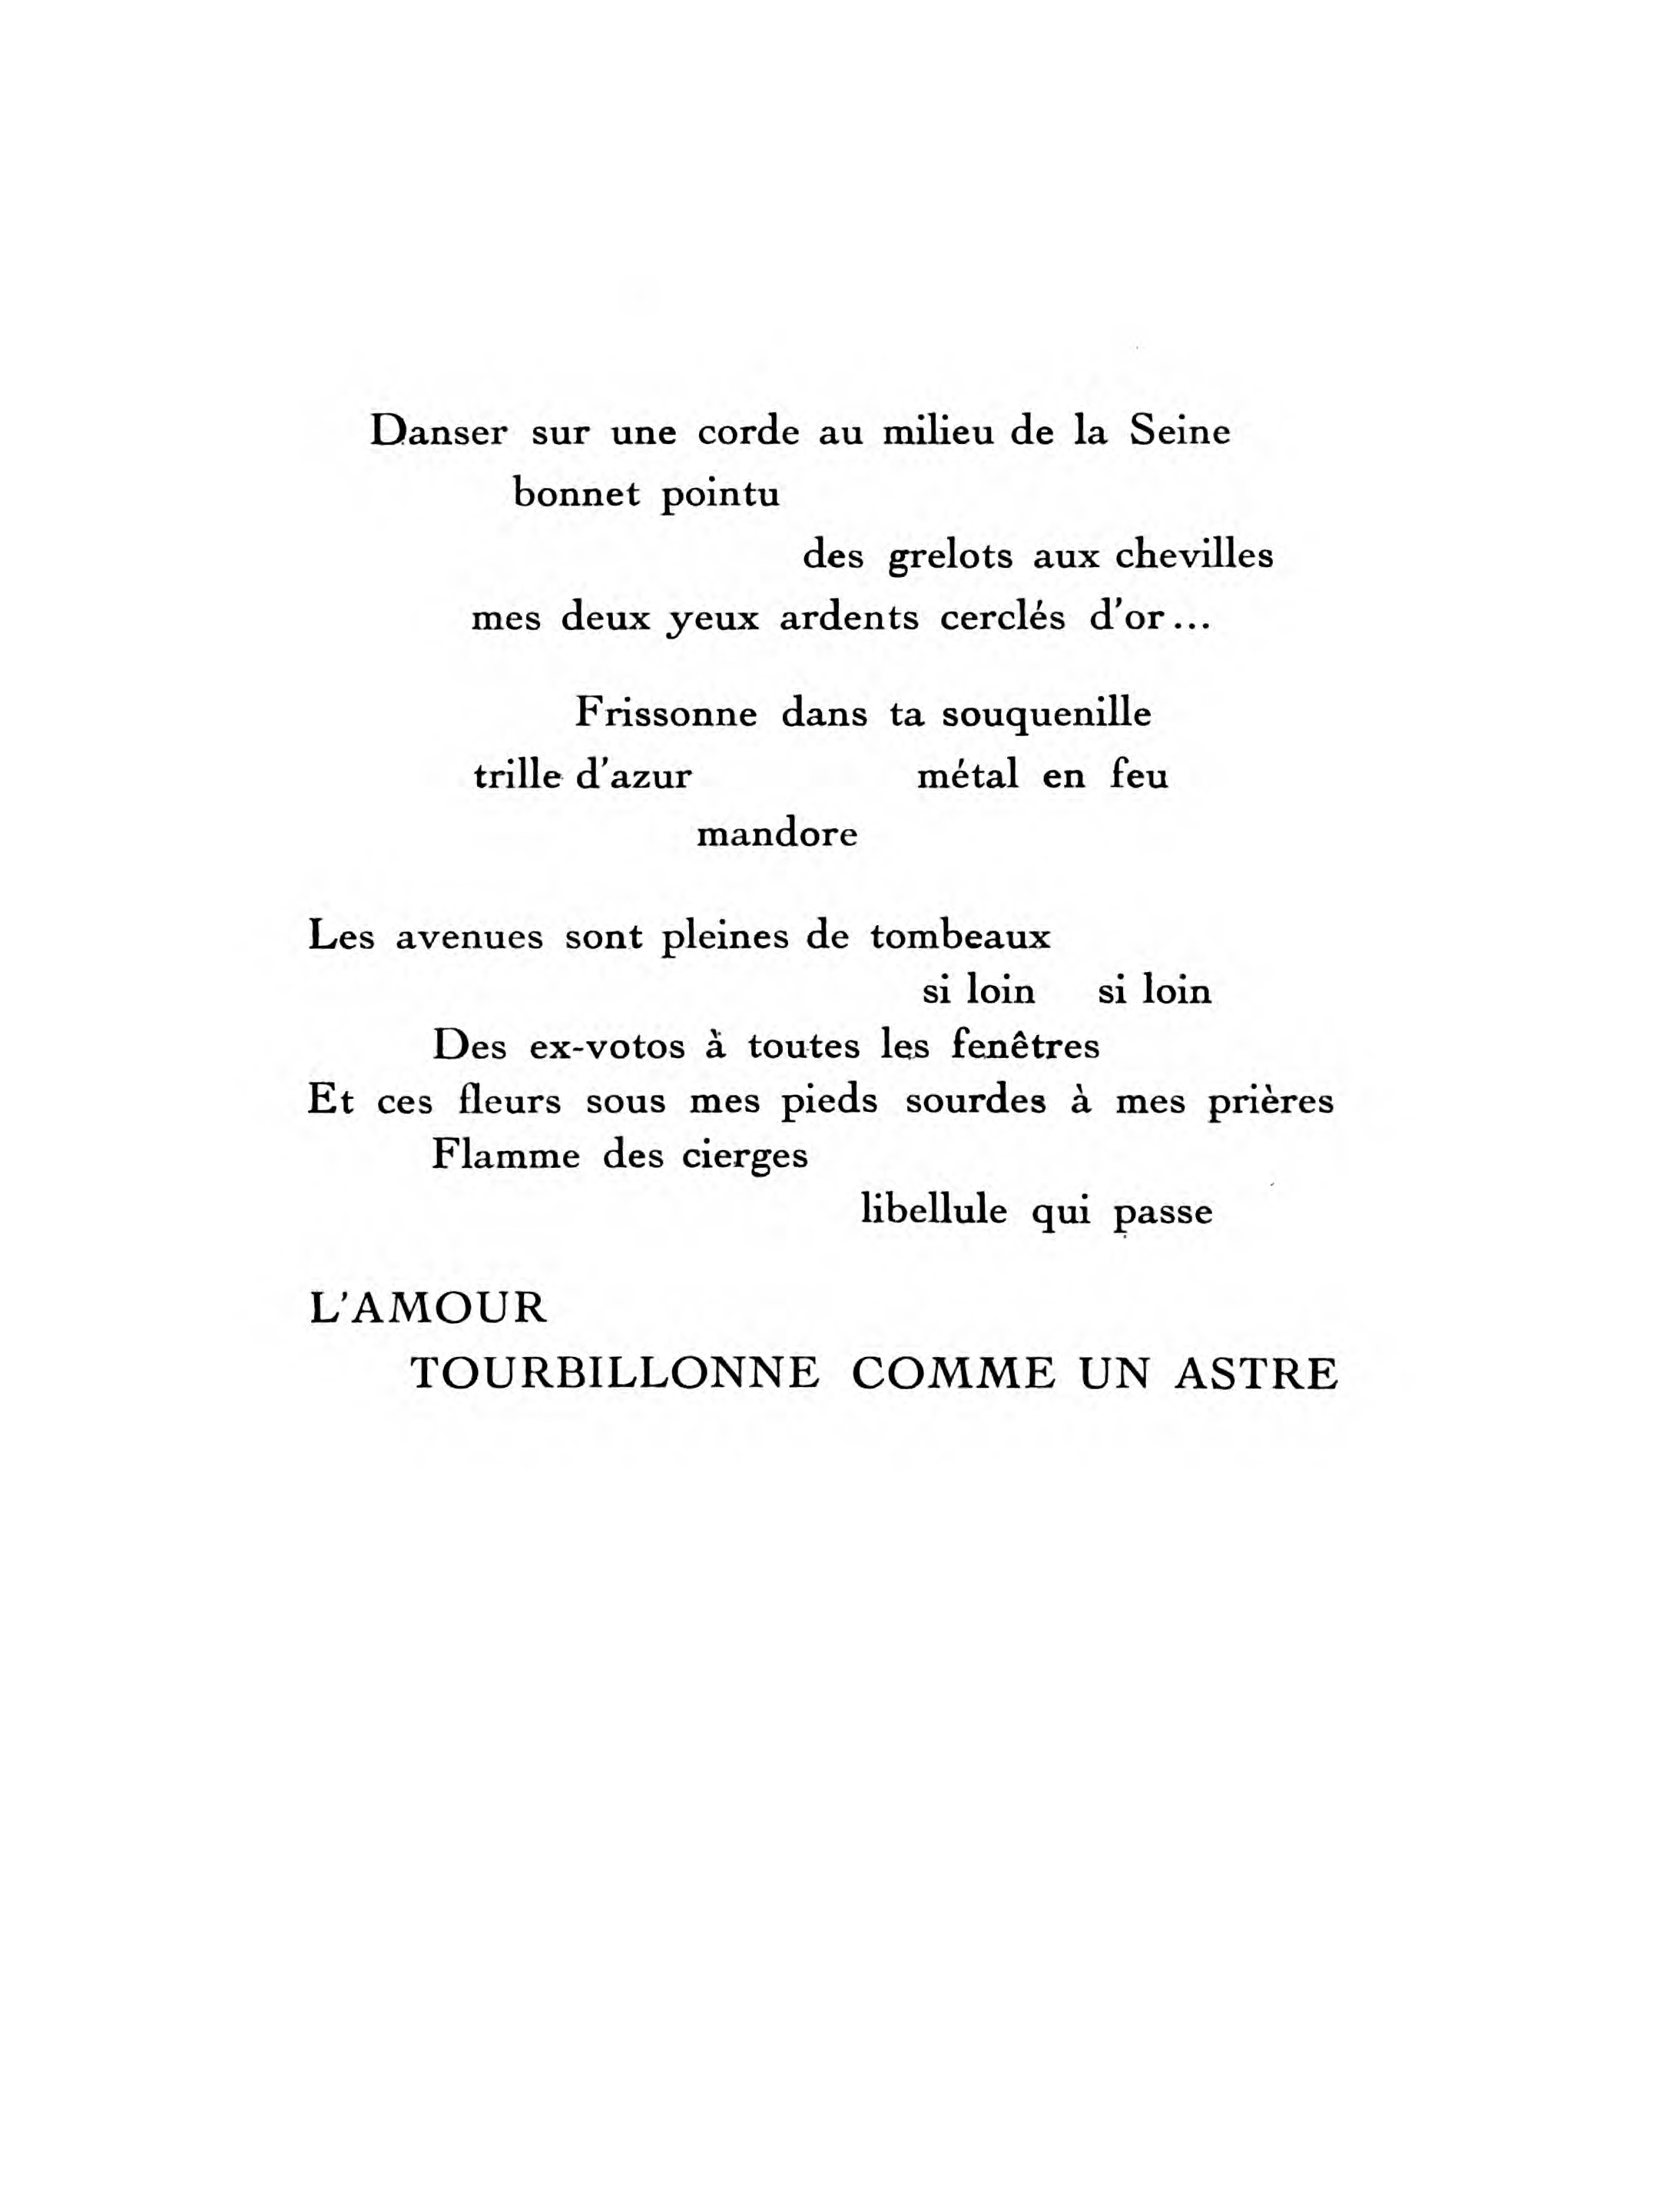 Danser sur une corde au milieu de la Seine
bonnet pointu
des grelots aux chevilles
mes deux yeux ardents cerclés d'or...
Frissonne dans ta souquenille
trille d'azur métal en feu
mandore
Les avenues sont pleines de tombeaux
si loin si loin
Des ex-votos à toutes les fenêtres
Et ces fleurs sous mes pieds sourdes à mes prières
Flamme des cierges
libellule qui passe
L'AMOUR
TOURBILLONNE COMME UN ASTRE